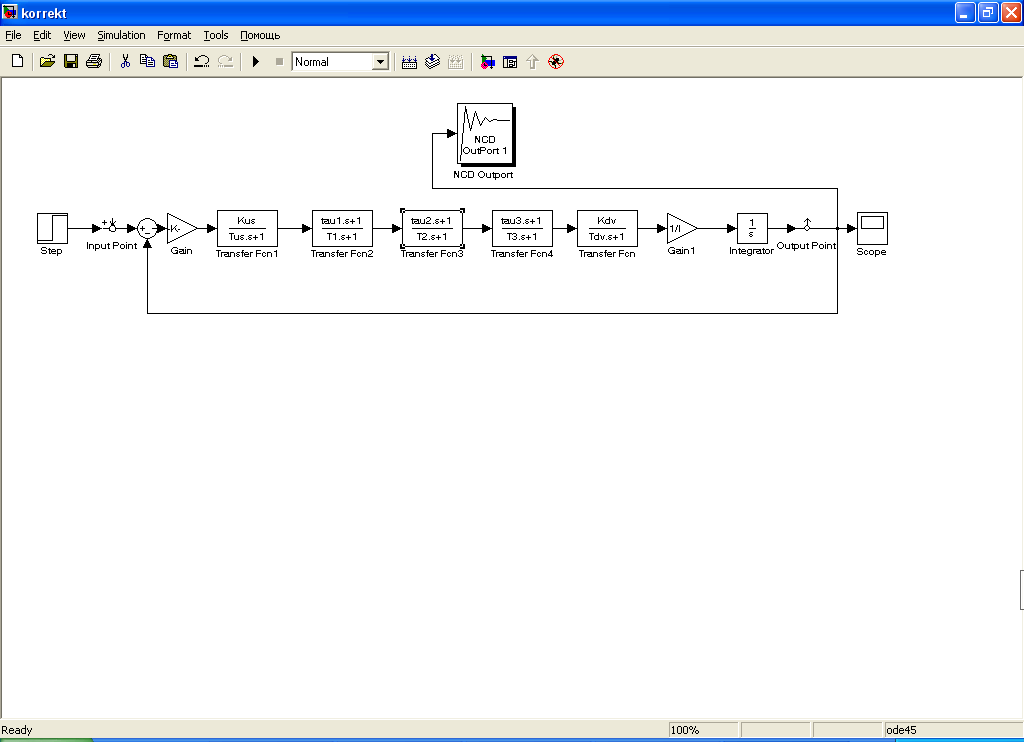 korrekt
File Edit View Simulation Format Tools Помощь
Normal
NCD
OutPort 1
NCD Outport
Step
Input Point
-K-
Gain
Kus
Tus.s+1
Transfer Fcn1
tau1.s+1
T1.s+1
Transfer Fcn2
tau2.s+1
T2.s+1
Transfer Fcn3
tau3.s+1
T3.s+1
Transfer Fcn4
Kdv
Tdv.s+1
Transfer Fcn
1/I
Gain1
1
s
Integrator
Output Point
Scope
Ready 100% ode45